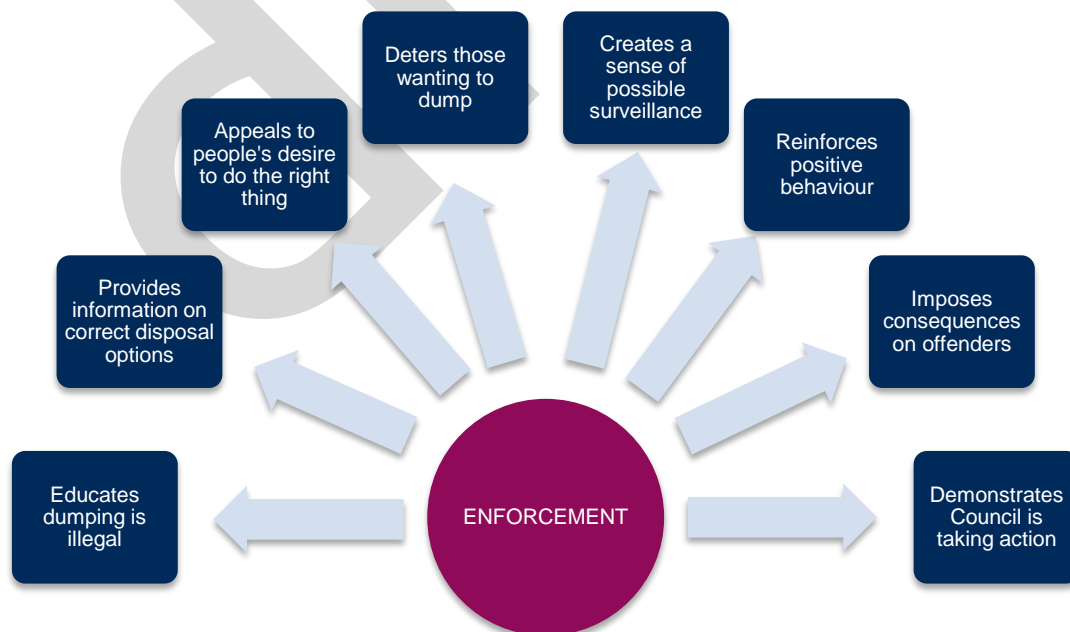 Deters those
wanting to
dump
Creates a
sense of
possible
surveillance
Appeals to
people's desire
to do the right
thing
Reinforces
positive
behaviour
Provides
information on
correct disposal
options
Imposes
consequences
on offenders
Educates
dumping is
illegal
ENFORCEMENT
Demonstrates
Council is
taking action